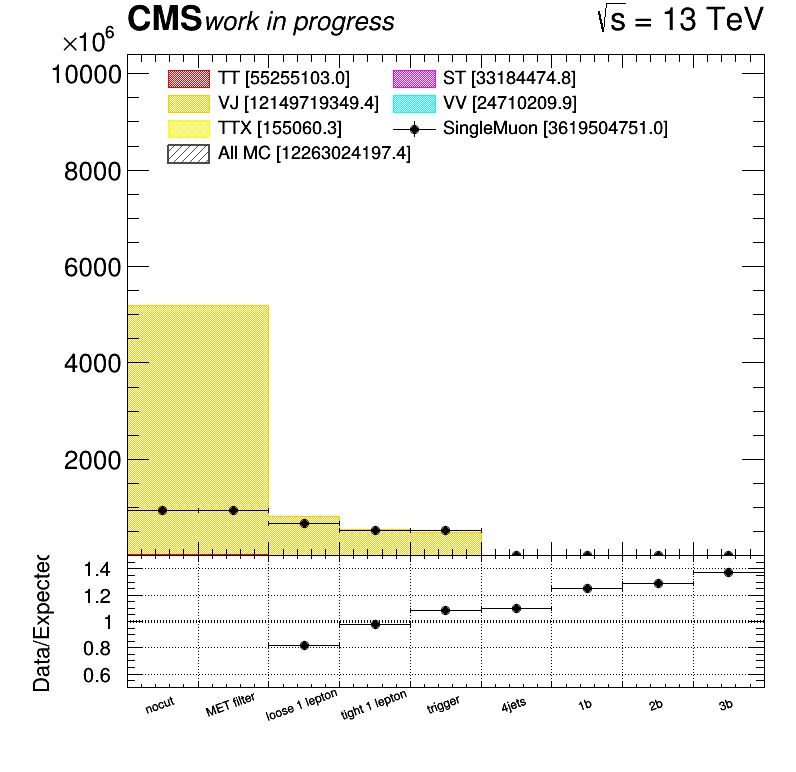 CMS work in progress
√s = 13 TeV
×10⁶
TT [55255103.0]
ST [33184474.8]
VJ [12149719349.4]
VV [24710209.9]
TTX [155060.3]
SingleMuon [3619504751.0]
All MC [12263024197.4]
10000
8000
6000
4000
2000
Data/Expected
1.4
1.2
1
0.8
0.6
nocut
MET filter
loose 1 lepton
tight 1 lepton
trigger
4jets
1b
2b
3b